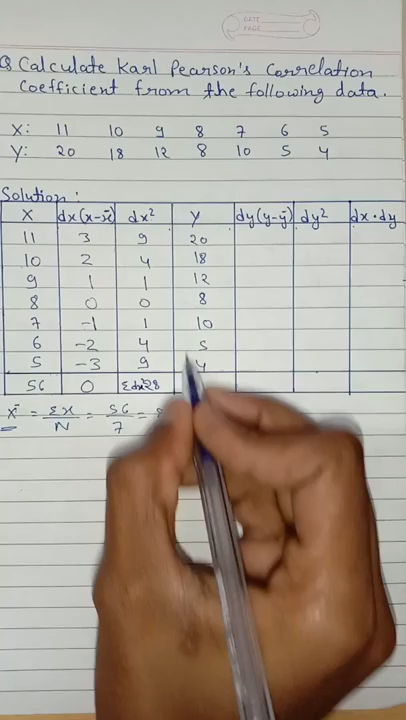 DATE
PAGE
Q Calculate Karl Pearson's Correlation
Coefficient from the following data.
X: 11 10 9 8 7 6 5
Y: 20 18 12 8 10 5 4
Solution:
X dx(x-x̄) dx² Y dy(y-ȳ) dy² dx·dy
11 3 9 20
10 2 4 18
9 1 1 12
8 0 0 8
7 -1 1 10
6 -2 4 5
5 -3 9 4
56 0 Σdx²28
x̄ = Σx/N = 56/7 =